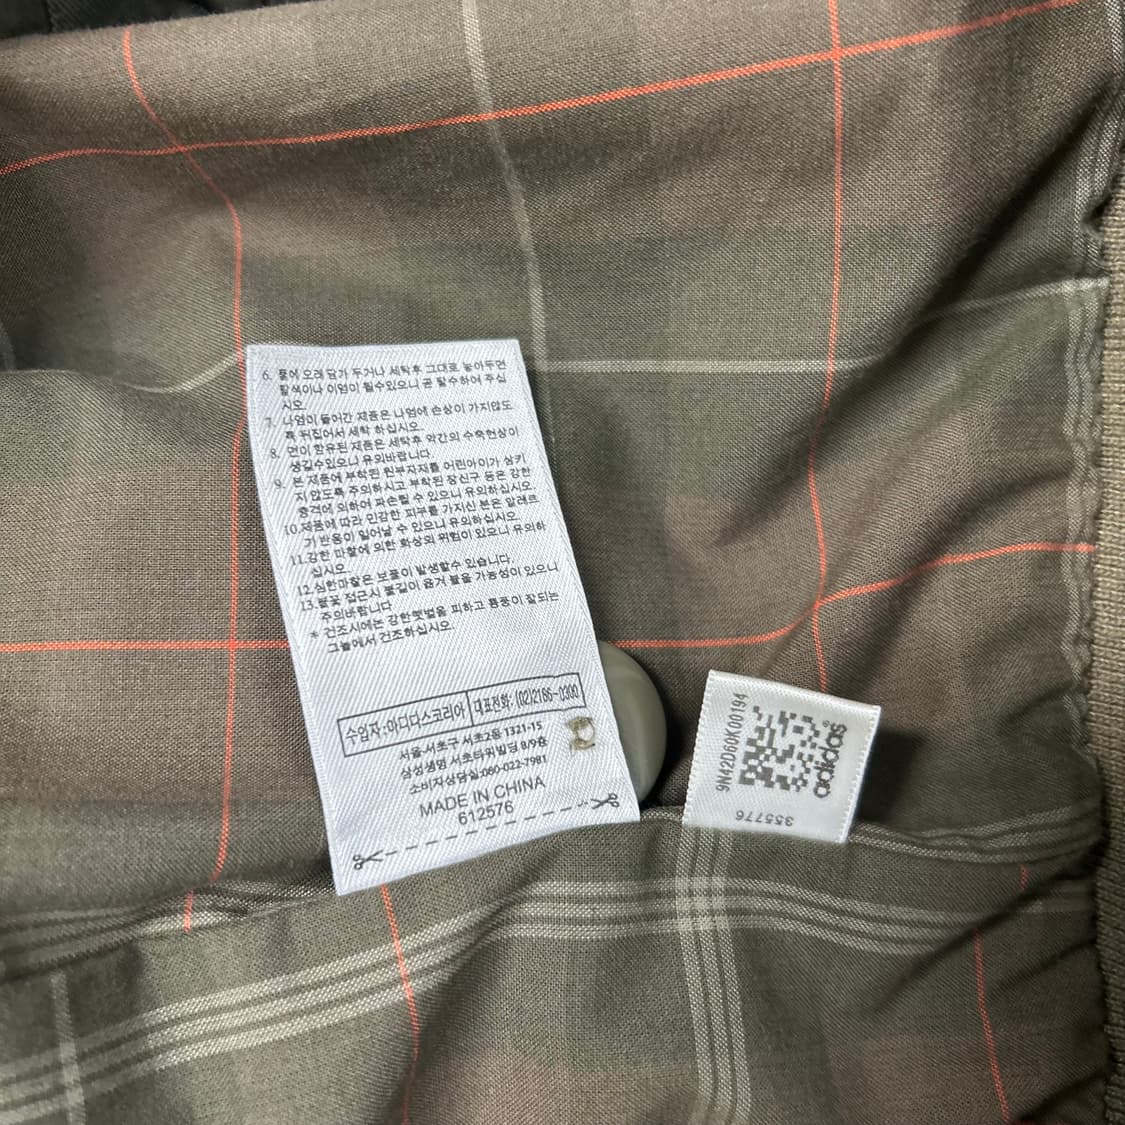 6. 물에 오래 담가 두거나 세탁후 그대로 놓아두면
탈색이나 이염이 될수있으니 곧 탈수하여 주십
시오.
7. 나염이 들어간 제품은 나염에 손상이 가지않도
록 뒤집어서 세탁 하십시오.
8. 면이 함유된 제품은 세탁후 약간의 수축현상이
생길수있으니 유의바랍니다.
9. 본 제품에 부착된 원부자재를 어린아이가 삼키
지 않도록 주의하시고 부착된 장신구 등은 강한
충격에 의하여 파손될 수 있으니 유의하십시오.
10.제품에 따라 민감한 피부를 가지신 분은 알레르
기 반응이 일어날 수 있으니 유의하십시오.
11.강한 마찰에 의한 화상의 위험이 있으니 유의하
십시오.
12.심한마찰은 보풀이 발생할수 있습니다.
13.불꽃 접근시 불길이 옮겨 붙을 가능성이 있으니
주의바랍니다
* 건조시에는 강한햇볕을 피하고 통풍이 잘되는
그늘에서 건조하십시오.
수입자:아디다스코리아 대표전화: (02)2186-0300
서울.서초구 서초2동 1321-15
삼성생명 서초타워빌딩 8/9층
소비자상담실:080-022-7981
MADE IN CHINA
612576
9N42D60K00194
adidas®
355776